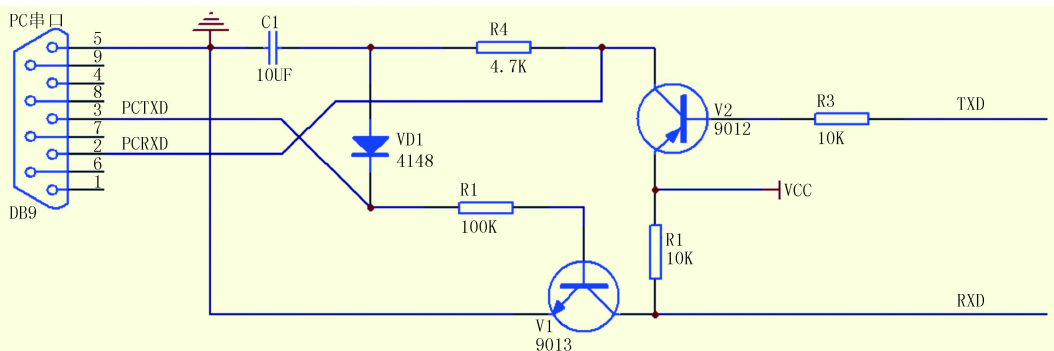 PC串口
5
9
4
8
3
7
2
6
1
DB9
PCTXD
PCRXD
C1
10UF
R4
4.7K
VD1
4148
R1
100K
V2
9012
R3
10K
TXD
VCC
R1
10K
V1
9013
RXD